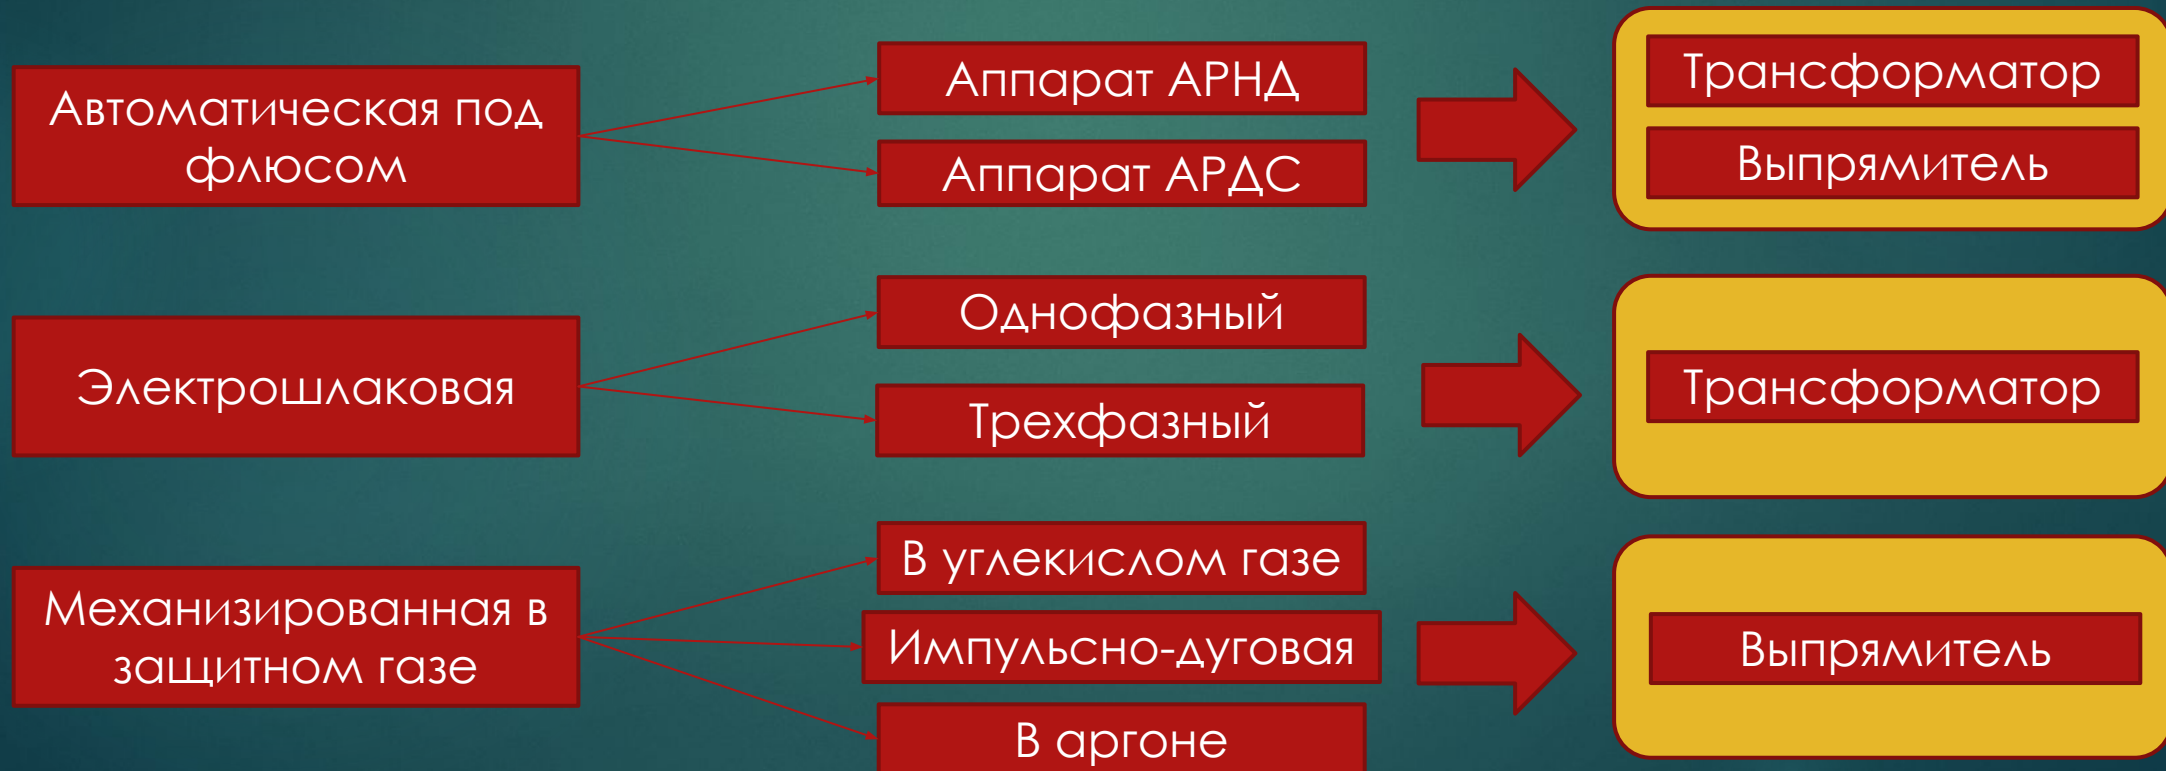 Автоматическая под
флюсом
Аппарат АРНД
Аппарат АРДС
Трансформатор
Выпрямитель
Электрошлаковая
Однофазный
Трехфазный
Трансформатор
Механизированная в
защитном газе
В углекислом газе
Импульсно-дуговая
В аргоне
Выпрямитель